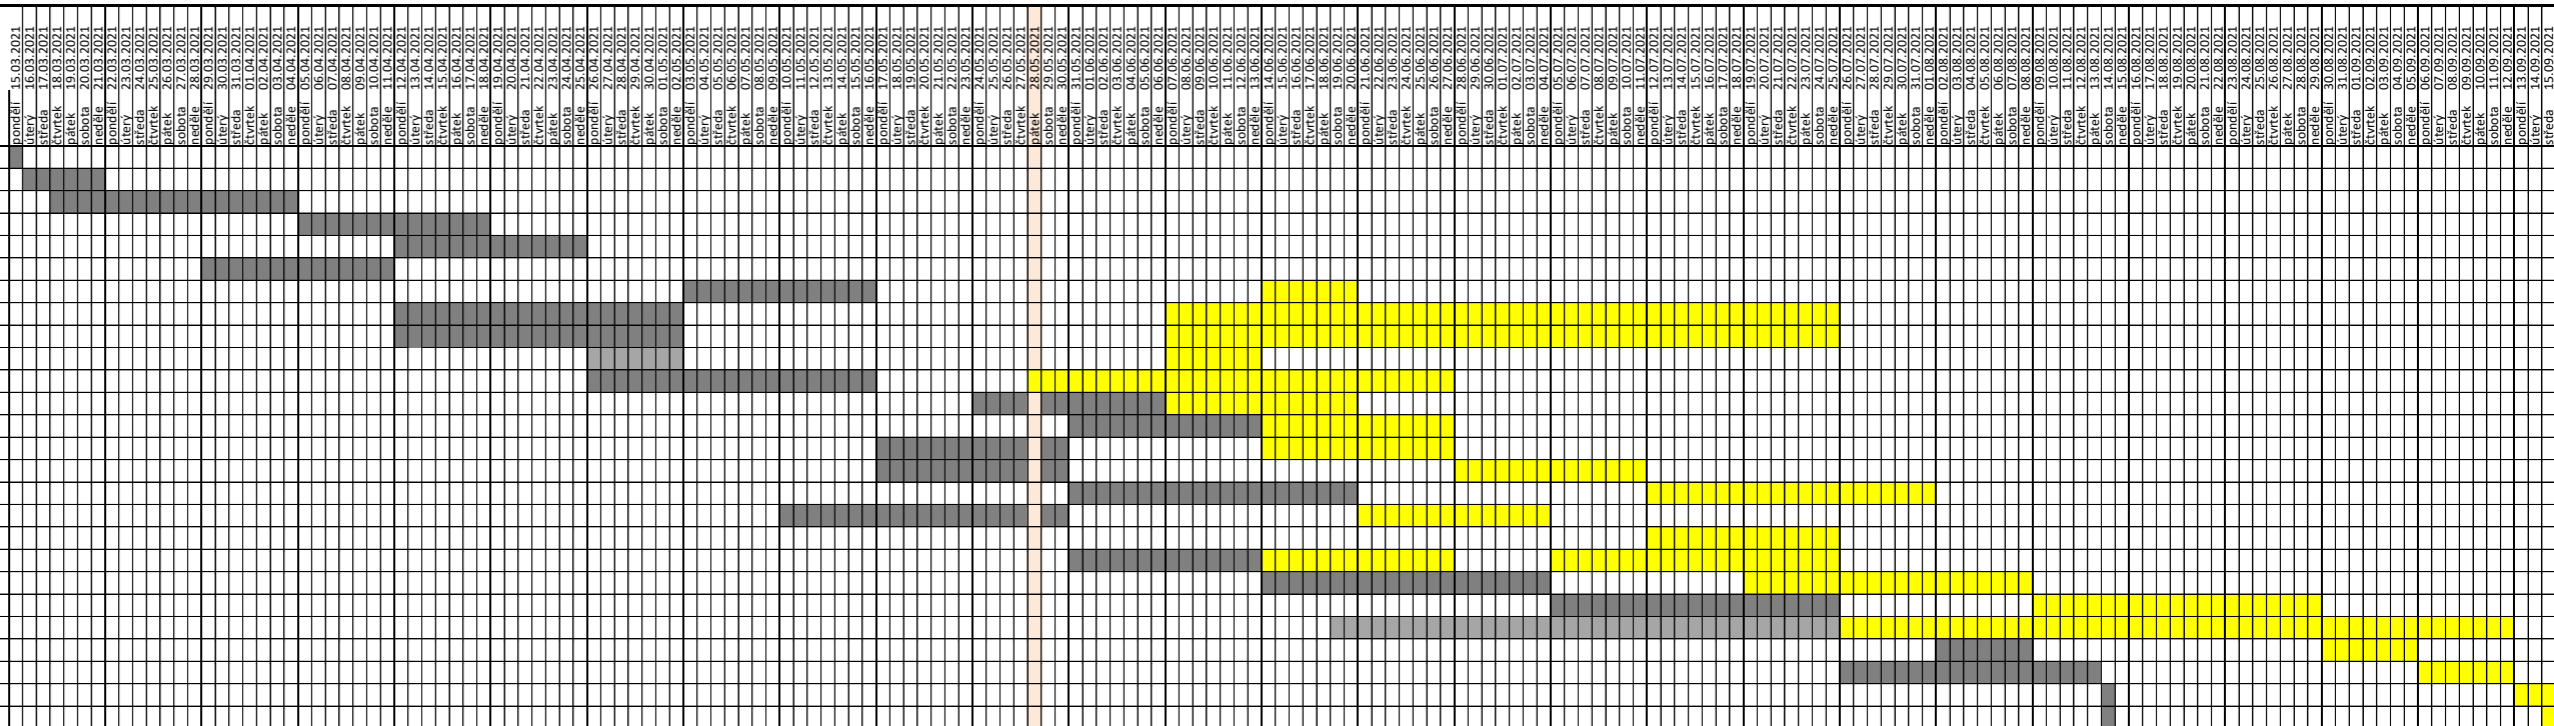 pondělí 15.03.2021
úterý 16.03.2021
středa 17.03.2021
čtvrtek 18.03.2021
pátek 19.03.2021
sobota 20.03.2021
neděle 21.03.2021
pondělí 22.03.2021
úterý 23.03.2021
středa 24.03.2021
čtvrtek 25.03.2021
pátek 26.03.2021
sobota 27.03.2021
neděle 28.03.2021
pondělí 29.03.2021
úterý 30.03.2021
středa 31.03.2021
čtvrtek 01.04.2021
pátek 02.04.2021
sobota 03.04.2021
neděle 04.04.2021
pondělí 05.04.2021
úterý 06.04.2021
středa 07.04.2021
čtvrtek 08.04.2021
pátek 09.04.2021
sobota 10.04.2021
neděle 11.04.2021
pondělí 12.04.2021
úterý 13.04.2021
středa 14.04.2021
čtvrtek 15.04.2021
pátek 16.04.2021
sobota 17.04.2021
neděle 18.04.2021
pondělí 19.04.2021
úterý 20.04.2021
středa 21.04.2021
čtvrtek 22.04.2021
pátek 23.04.2021
sobota 24.04.2021
neděle 25.04.2021
pondělí 26.04.2021
úterý 27.04.2021
středa 28.04.2021
čtvrtek 29.04.2021
pátek 30.04.2021
sobota 01.05.2021
neděle 02.05.2021
pondělí 03.05.2021
úterý 04.05.2021
středa 05.05.2021
čtvrtek 06.05.2021
pátek 07.05.2021
sobota 08.05.2021
neděle 09.05.2021
pondělí 10.05.2021
úterý 11.05.2021
středa 12.05.2021
čtvrtek 13.05.2021
pátek 14.05.2021
sobota 15.05.2021
neděle 16.05.2021
pondělí 17.05.2021
úterý 18.05.2021
středa 19.05.2021
čtvrtek 20.05.2021
pátek 21.05.2021
sobota 22.05.2021
neděle 23.05.2021
pondělí 24.05.2021
úterý 25.05.2021
středa 26.05.2021
čtvrtek 27.05.2021
pátek 28.05.2021
sobota 29.05.2021
neděle 30.05.2021
pondělí 31.05.2021
úterý 01.06.2021
středa 02.06.2021
čtvrtek 03.06.2021
pátek 04.06.2021
sobota 05.06.2021
neděle 06.06.2021
pondělí 07.06.2021
úterý 08.06.2021
středa 09.06.2021
čtvrtek 10.06.2021
pátek 11.06.2021
sobota 12.06.2021
neděle 13.06.2021
pondělí 14.06.2021
úterý 15.06.2021
středa 16.06.2021
čtvrtek 17.06.2021
pátek 18.06.2021
sobota 19.06.2021
neděle 20.06.2021
pondělí 21.06.2021
úterý 22.06.2021
středa 23.06.2021
čtvrtek 24.06.2021
pátek 25.06.2021
sobota 26.06.2021
neděle 27.06.2021
pondělí 28.06.2021
úterý 29.06.2021
středa 30.06.2021
čtvrtek 01.07.2021
pátek 02.07.2021
sobota 03.07.2021
neděle 04.07.2021
pondělí 05.07.2021
úterý 06.07.2021
středa 07.07.2021
čtvrtek 08.07.2021
pátek 09.07.2021
sobota 10.07.2021
neděle 11.07.2021
pondělí 12.07.2021
úterý 13.07.2021
středa 14.07.2021
čtvrtek 15.07.2021
pátek 16.07.2021
sobota 17.07.2021
neděle 18.07.2021
pondělí 19.07.2021
úterý 20.07.2021
středa 21.07.2021
čtvrtek 22.07.2021
pátek 23.07.2021
sobota 24.07.2021
neděle 25.07.2021
pondělí 26.07.2021
úterý 27.07.2021
středa 28.07.2021
čtvrtek 29.07.2021
pátek 30.07.2021
sobota 31.07.2021
neděle 01.08.2021
pondělí 02.08.2021
úterý 03.08.2021
středa 04.08.2021
čtvrtek 05.08.2021
pátek 06.08.2021
sobota 07.08.2021
neděle 08.08.2021
pondělí 09.08.2021
úterý 10.08.2021
středa 11.08.2021
čtvrtek 12.08.2021
pátek 13.08.2021
sobota 14.08.2021
neděle 15.08.2021
pondělí 16.08.2021
úterý 17.08.2021
středa 18.08.2021
čtvrtek 19.08.2021
pátek 20.08.2021
sobota 21.08.2021
neděle 22.08.2021
pondělí 23.08.2021
úterý 24.08.2021
středa 25.08.2021
čtvrtek 26.08.2021
pátek 27.08.2021
sobota 28.08.2021
neděle 29.08.2021
pondělí 30.08.2021
úterý 31.08.2021
středa 01.09.2021
čtvrtek 02.09.2021
pátek 03.09.2021
sobota 04.09.2021
neděle 05.09.2021
pondělí 06.09.2021
úterý 07.09.2021
středa 08.09.2021
čtvrtek 09.09.2021
pátek 10.09.2021
sobota 11.09.2021
neděle 12.09.2021
pondělí 13.09.2021
úterý 14.09.2021
středa 15.09.2021